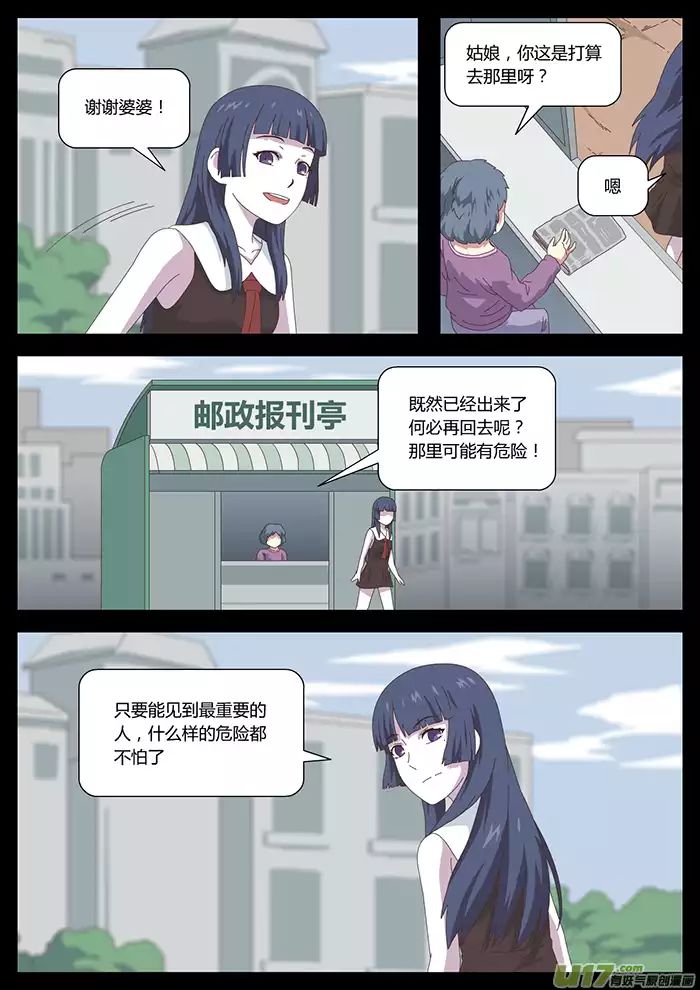 谢谢婆婆！
姑娘，你这是打算
去那里呀？
嗯
邮政报刊亭
既然已经出来了
何必再回去呢？
那里可能有危险！
只要能见到最重要的
人，什么样的危险都
不怕了
U17.com
有妖气原创漫画